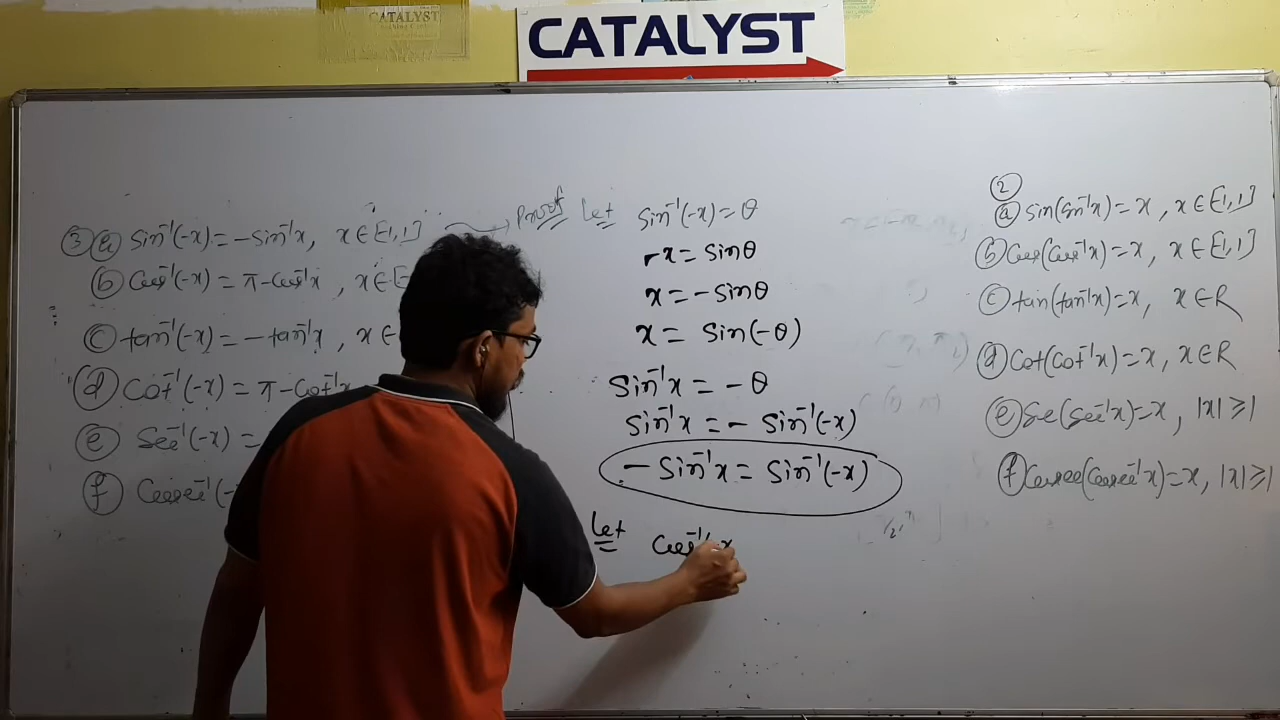 CATALYST
CATALYST
③ⓐ Sin⁻¹(-x) = -Sin⁻¹x, x∈[-1,1]
ⓑ Cos⁻¹(-x) = π-Cos⁻¹x , x∈[-
ⓒ tan⁻¹(-x) = -tan⁻¹x , x∈
ⓓ Cot⁻¹(-x) = π-Cot⁻¹x
ⓔ Sec⁻¹(-x) =
ⓕ Cosec⁻¹(-
Proof let Sin⁻¹(-x) = θ
-x = Sinθ
x = -Sinθ
x = Sin(-θ)
Sin⁻¹x = -θ
Sin⁻¹x = - Sin⁻¹(-x)
- Sin⁻¹x = Sin⁻¹(-x)
let Cos⁻¹(-x
②
ⓐ Sin(Sin⁻¹x) = x , x∈[-1,1]
ⓑ Cos(Cos⁻¹x) = x, x∈[-1,1]
ⓒ tan(tan⁻¹x) = x, x∈R
ⓓ Cot(Cot⁻¹x) = x, x∈R
ⓔ Sec(Sec⁻¹x) = x , |x|≥1
ⓕ Cosec(Cosec⁻¹x) = x, |x|≥1